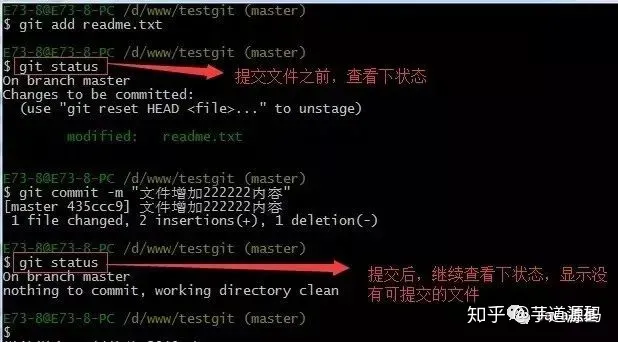 E73-8@E73-8-PC /d/www/testgit (master)
$ git add readme.txt
E73-8@E73-8-PC /d/www/testgit (master)
$ git status
提交文件之前，查看下状态
On branch master
Changes to be committed:
(use "git reset HEAD <file>..." to unstage)
modified: readme.txt
E73-8@E73-8-PC /d/www/testgit (master)
$ git commit -m "文件增加222222内容"
[master 435ccc9] 文件增加222222内容
1 file changed, 2 insertions(+), 1 deletion(-)
E73-8@E73-8-PC /d/www/testgit (master)
$ git status
On branch master
提交后，继续查看下状态，显示没
有可提交的文件
nothing to commit, working directory clean
E73-8@E73-8-PC /d/www/testgit (master)
$
知乎 芋道源码